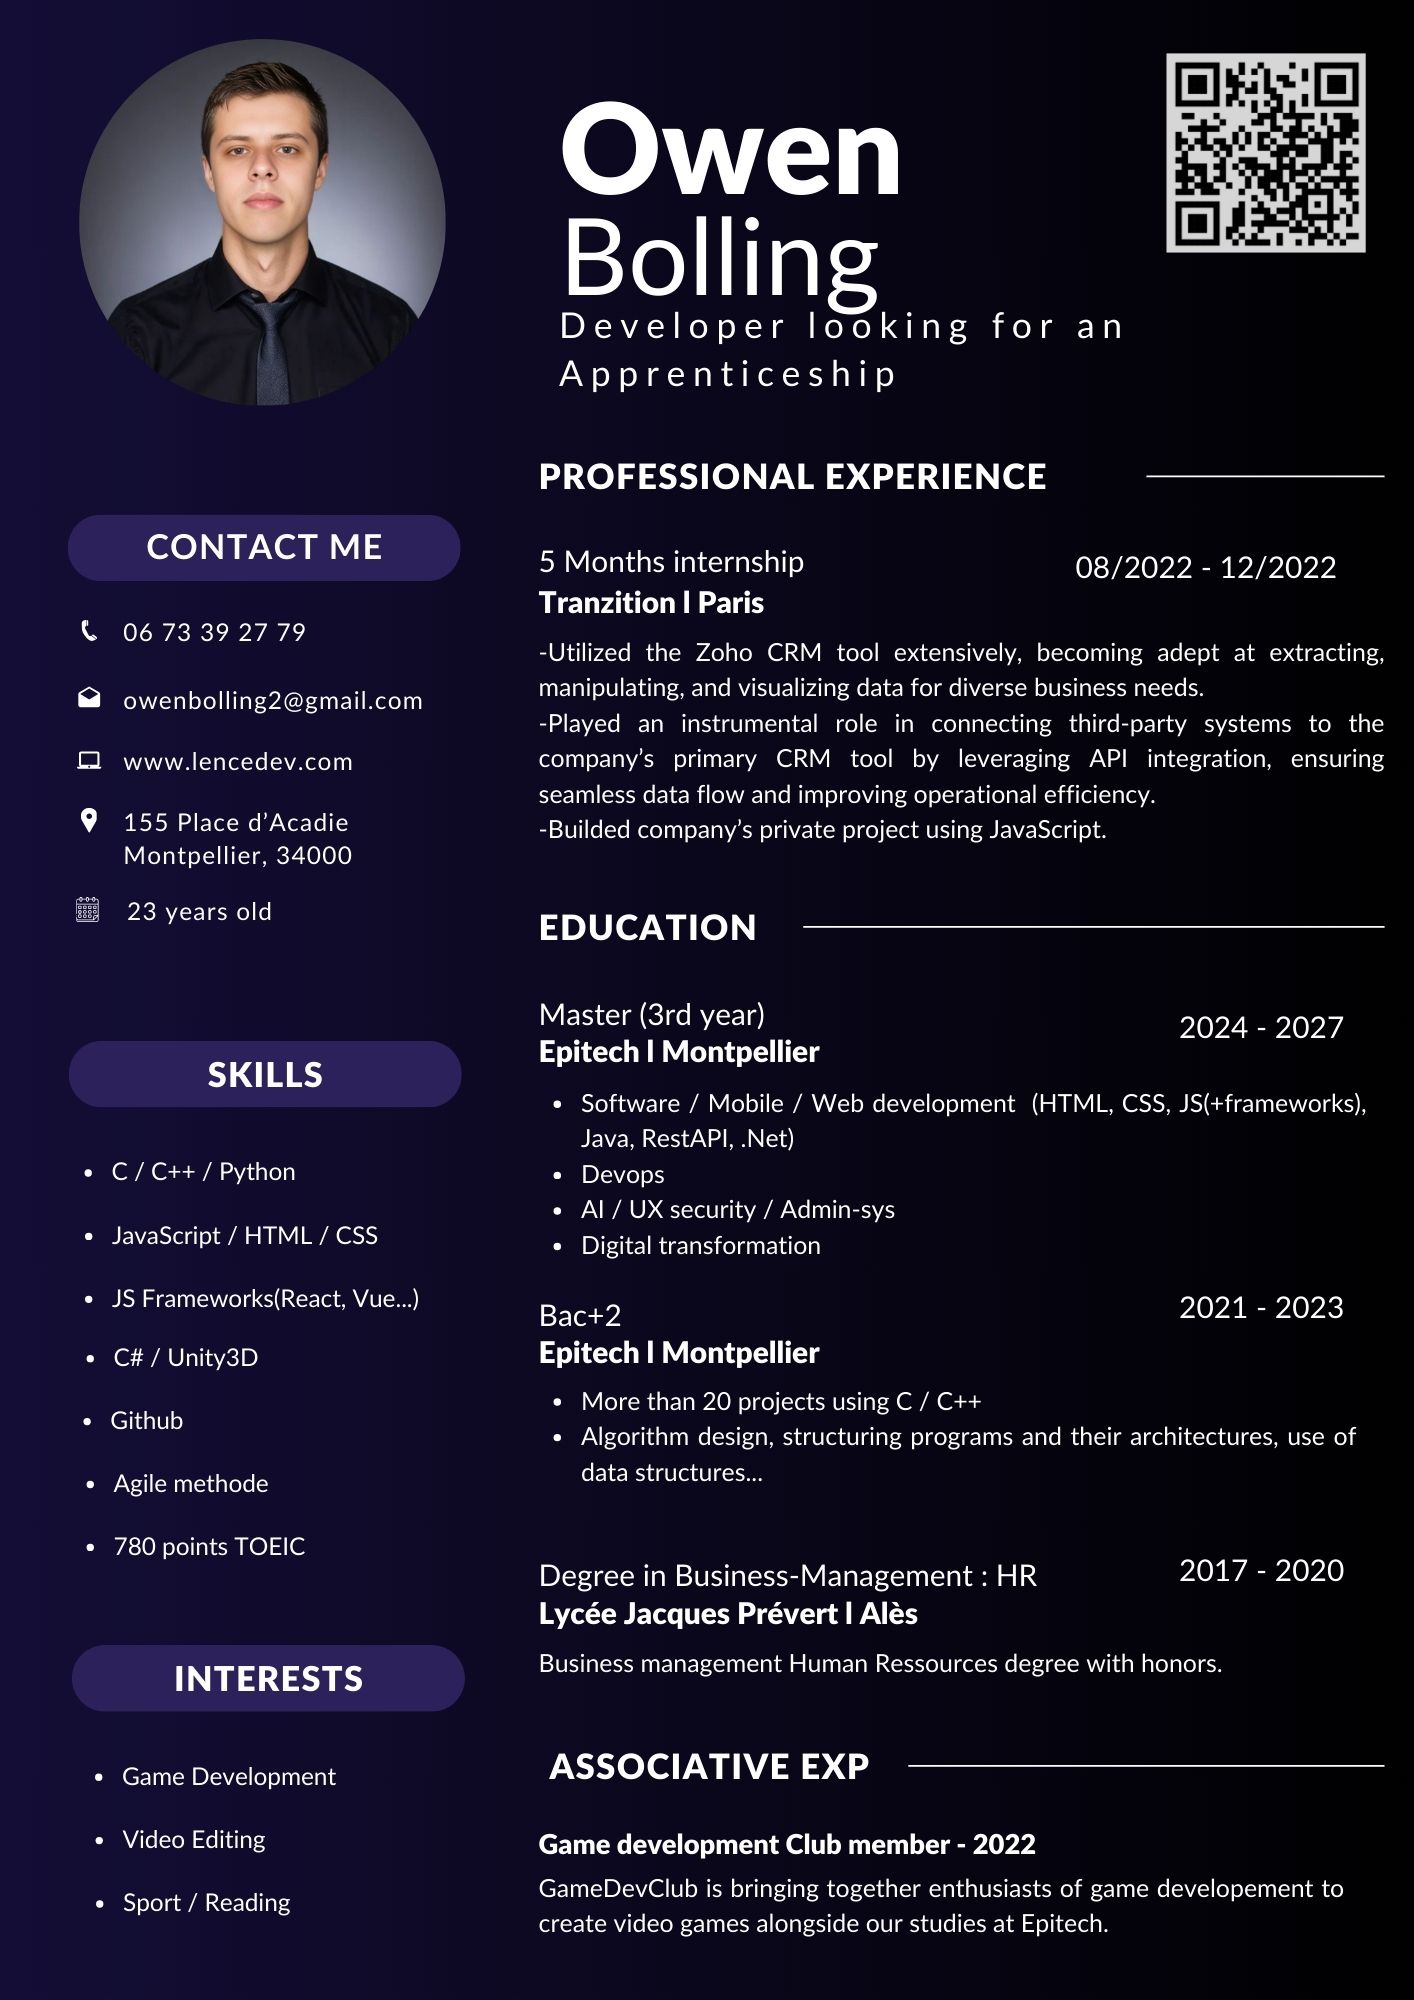 Owen
Bolling
Developer looking for an
Apprenticeship
CONTACT ME
06 73 39 27 79
owenbolling2@gmail.com
www.lencedev.com
155 Place d’Acadie
Montpellier, 34000
23 years old
SKILLS
• C / C++ / Python
• JavaScript / HTML / CSS
• JS Frameworks(React, Vue...)
• C# / Unity3D
• Github
• Agile methode
• 780 points TOEIC
INTERESTS
• Game Development
• Video Editing
• Sport / Reading
PROFESSIONAL EXPERIENCE
5 Months internship
08/2022 - 12/2022
Tranzition l Paris
-Utilized the Zoho CRM tool extensively, becoming adept at extracting,
manipulating, and visualizing data for diverse business needs.
-Played an instrumental role in connecting third-party systems to the
company’s primary CRM tool by leveraging API integration, ensuring
seamless data flow and improving operational efficiency.
-Builded company’s private project using JavaScript.
EDUCATION
Master (3rd year)
2024 - 2027
Epitech l Montpellier
• Software / Mobile / Web development (HTML, CSS, JS(+frameworks),
Java, RestAPI, .Net)
• Devops
• AI / UX security / Admin-sys
• Digital transformation
Bac+2
2021 - 2023
Epitech l Montpellier
• More than 20 projects using C / C++
• Algorithm design, structuring programs and their architectures, use of
data structures...
Degree in Business-Management : HR
2017 - 2020
Lycée Jacques Prévert l Alès
Business management Human Ressources degree with honors.
ASSOCIATIVE EXP
Game development Club member - 2022
GameDevClub is bringing together enthusiasts of game developement to
create video games alongside our studies at Epitech.